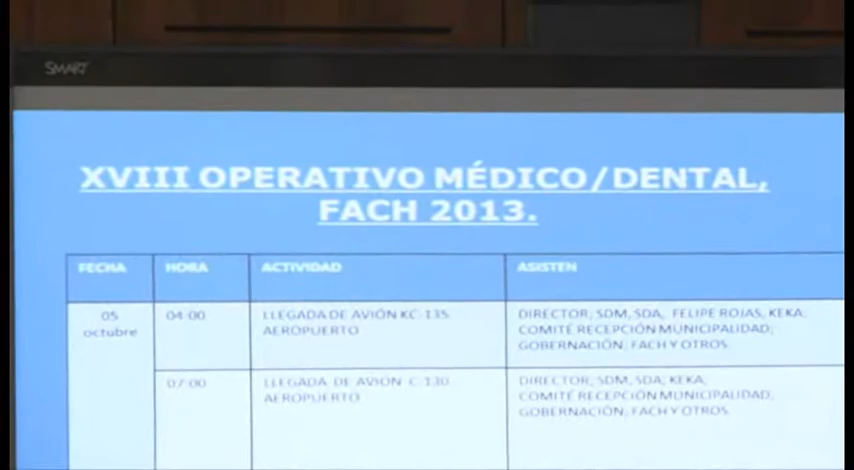 SMART
XVIII OPERATIVO MÉDICO/DENTAL,
FACH 2013.
FECHA HORA ACTIVIDAD ASISTEN
05
octubre
04:00
LLEGADA DE AVIÓN KC-135
AEROPUERTO
DIRECTOR, SDM, SDA, FELIPE ROJAS, KEKA;
COMITÉ RECEPCIÓN MUNICIPALIDAD;
GOBERNACIÓN; FACH Y OTROS
07:00
LLEGADA DE AVION C-130
AEROPUERTO
DIRECTOR, SDM, SDA, KEKA;
COMITÉ RECEPCIÓN MUNICIPALIDAD,
GOBERNACIÓN; FACH Y OTROS